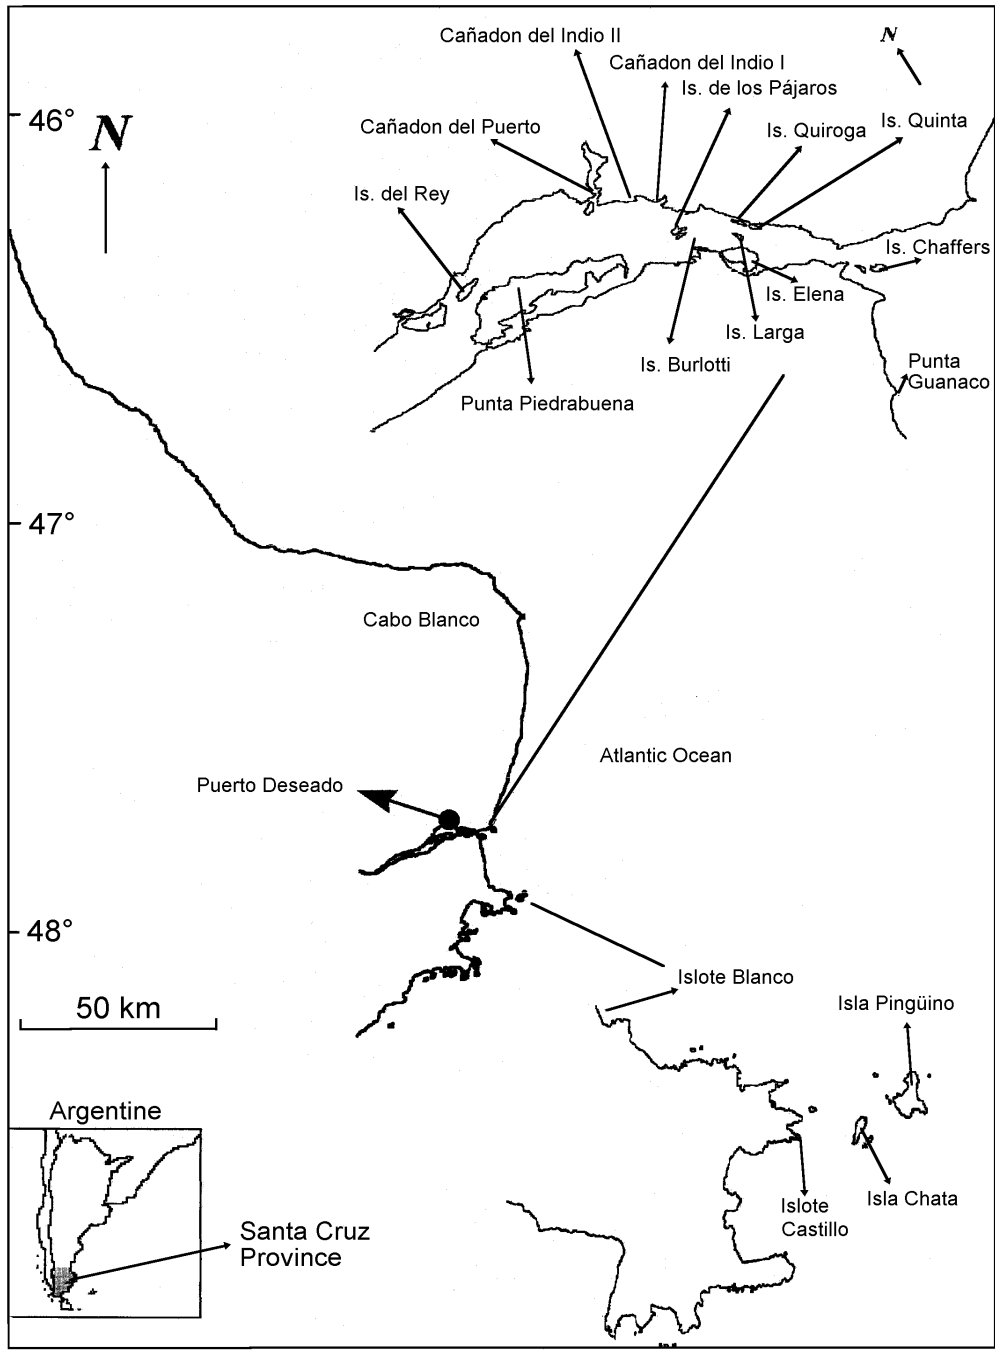 Cañadon del Indio II
N
Cañadon del Indio I
Is. de los Pájaros
46°
N
Cañadon del Puerto
Is. Quiroga
Is. Quinta
Is. del Rey
Is. Chaffers
Is. Elena
Is. Larga
Is. Burlotti
Punta
Guanaco
Punta Piedrabuena
47°
Cabo Blanco
Atlantic Ocean
Puerto Deseado
48°
Islote Blanco
50 km
Isla Pingüino
Argentine
Isla Chata
Islote
Castillo
Santa Cruz
Province